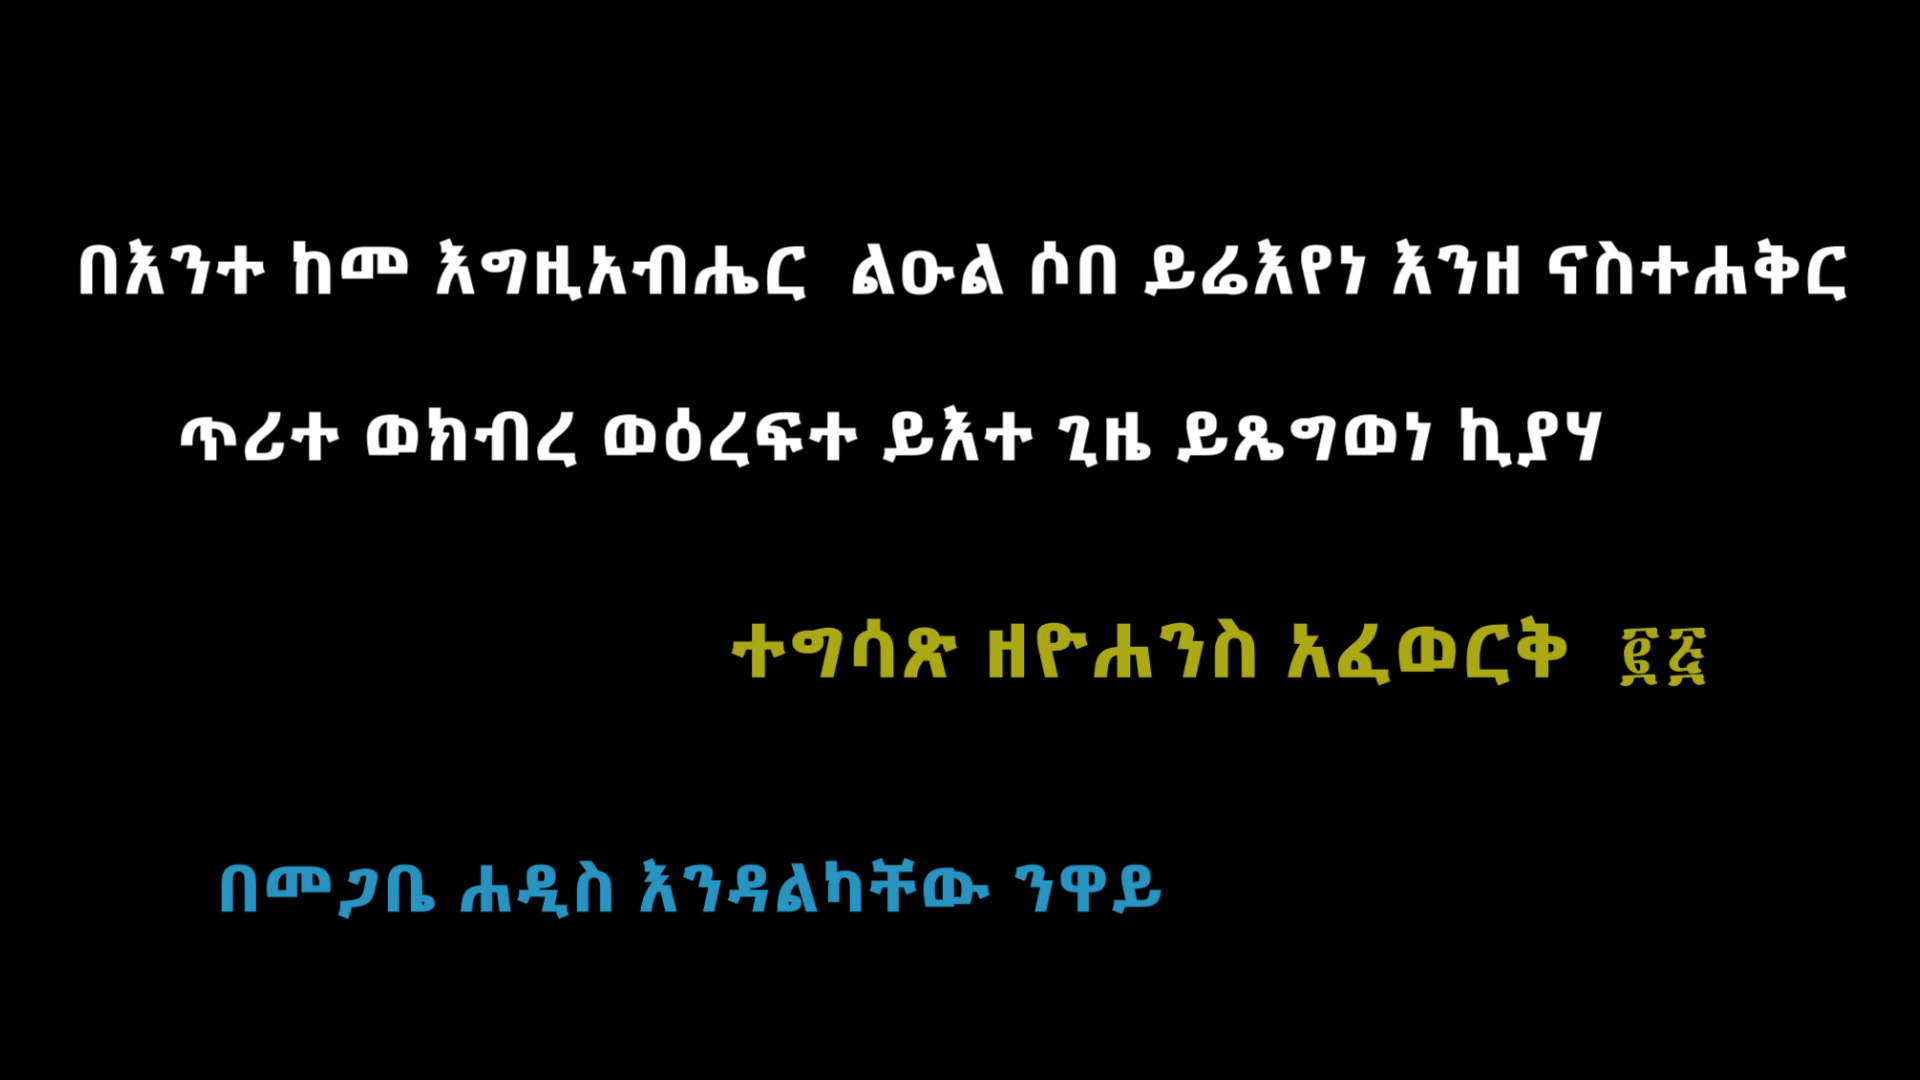 በእንተ ከመ እግዚአብሔር ልዑል ሶበ ይሬእየነ እንዘ ናስተሐቅር
ጥሪተ ወክብረ ወዕረፍተ ይእተ ጊዜ ይጼግወነ ኪያሃ
ተግሳጽ ዘዮሐንስ አፈወርቅ ፪፭
በመጋቤ ሐዲስ እንዳልካቸው ንዋይ